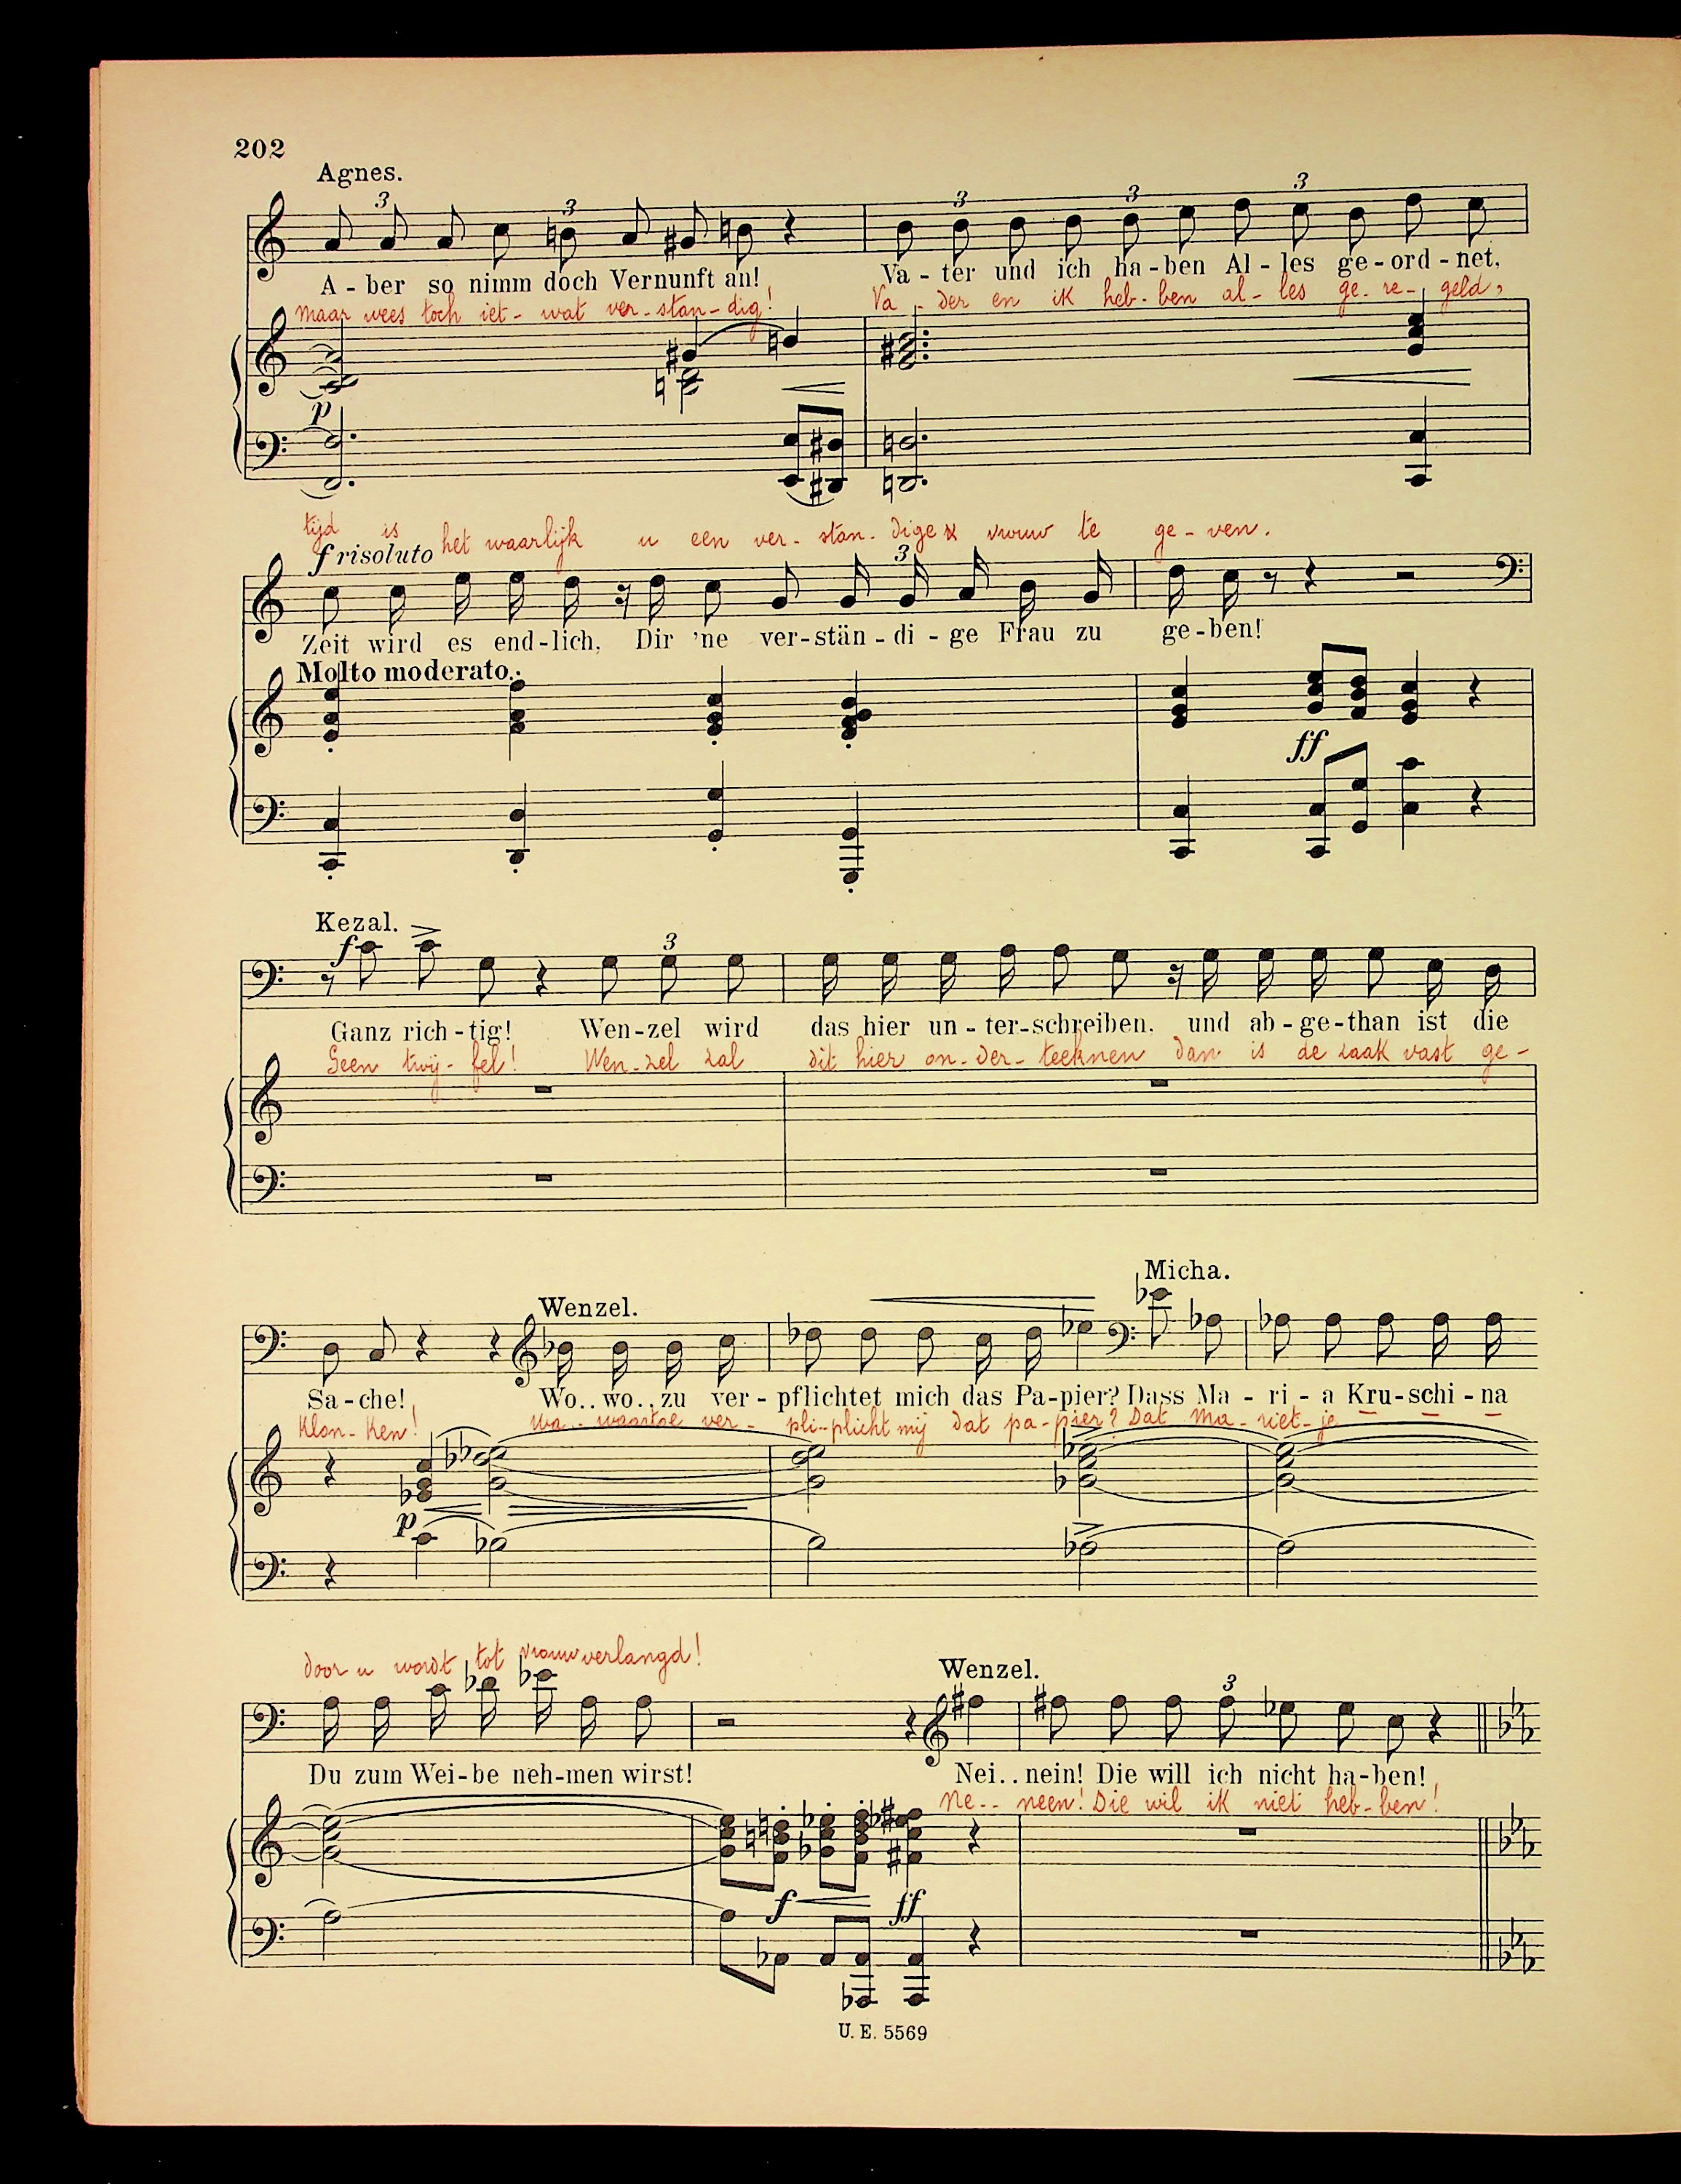 202
Agnes.
3 3 3 3 3
A - ber so nimm doch Vernunft an! Va - ter und ich ha - ben Al - les ge - ord - net,
maar wees toch iet - wat ver - stan - dig! Va - der en ik heb - ben al - les ge - re - geld,
p
tijd is het waarlijk u een ver - stan - dige vrouw te ge - ven.
f risoluto 3
Zeit wird es end - lich, Dir 'ne ver - stän - di - ge Frau zu ge - ben!
Molto moderato.
ff
Kezal.
f 3
Ganz rich - tig! Wen - zel wird das hier un - ter - schreiben, und ab - ge - than ist die
Geen twij - fel! Wen - zel zal dit hier on - der - teeknen dan is de zaak vast ge -
Micha.
Wenzel.
Sa - che! Wo.. wo.. zu ver - pflichtet mich das Pa - pier? Dass Ma - ri - a Kru - schi - na
klon - ken! wa.. waartoe ver - pli - plicht mij dat pa - pier? Dat Ma - riet - je
p
door u wordt tot vrouw verlangd!
Wenzel.
3
Du zum Wei - be neh - men wirst! Nei.. nein! Die will ich nicht ha - ben!
Ne.. neen! Die wil ik niet heb - ben!
f ff
U. E. 5569